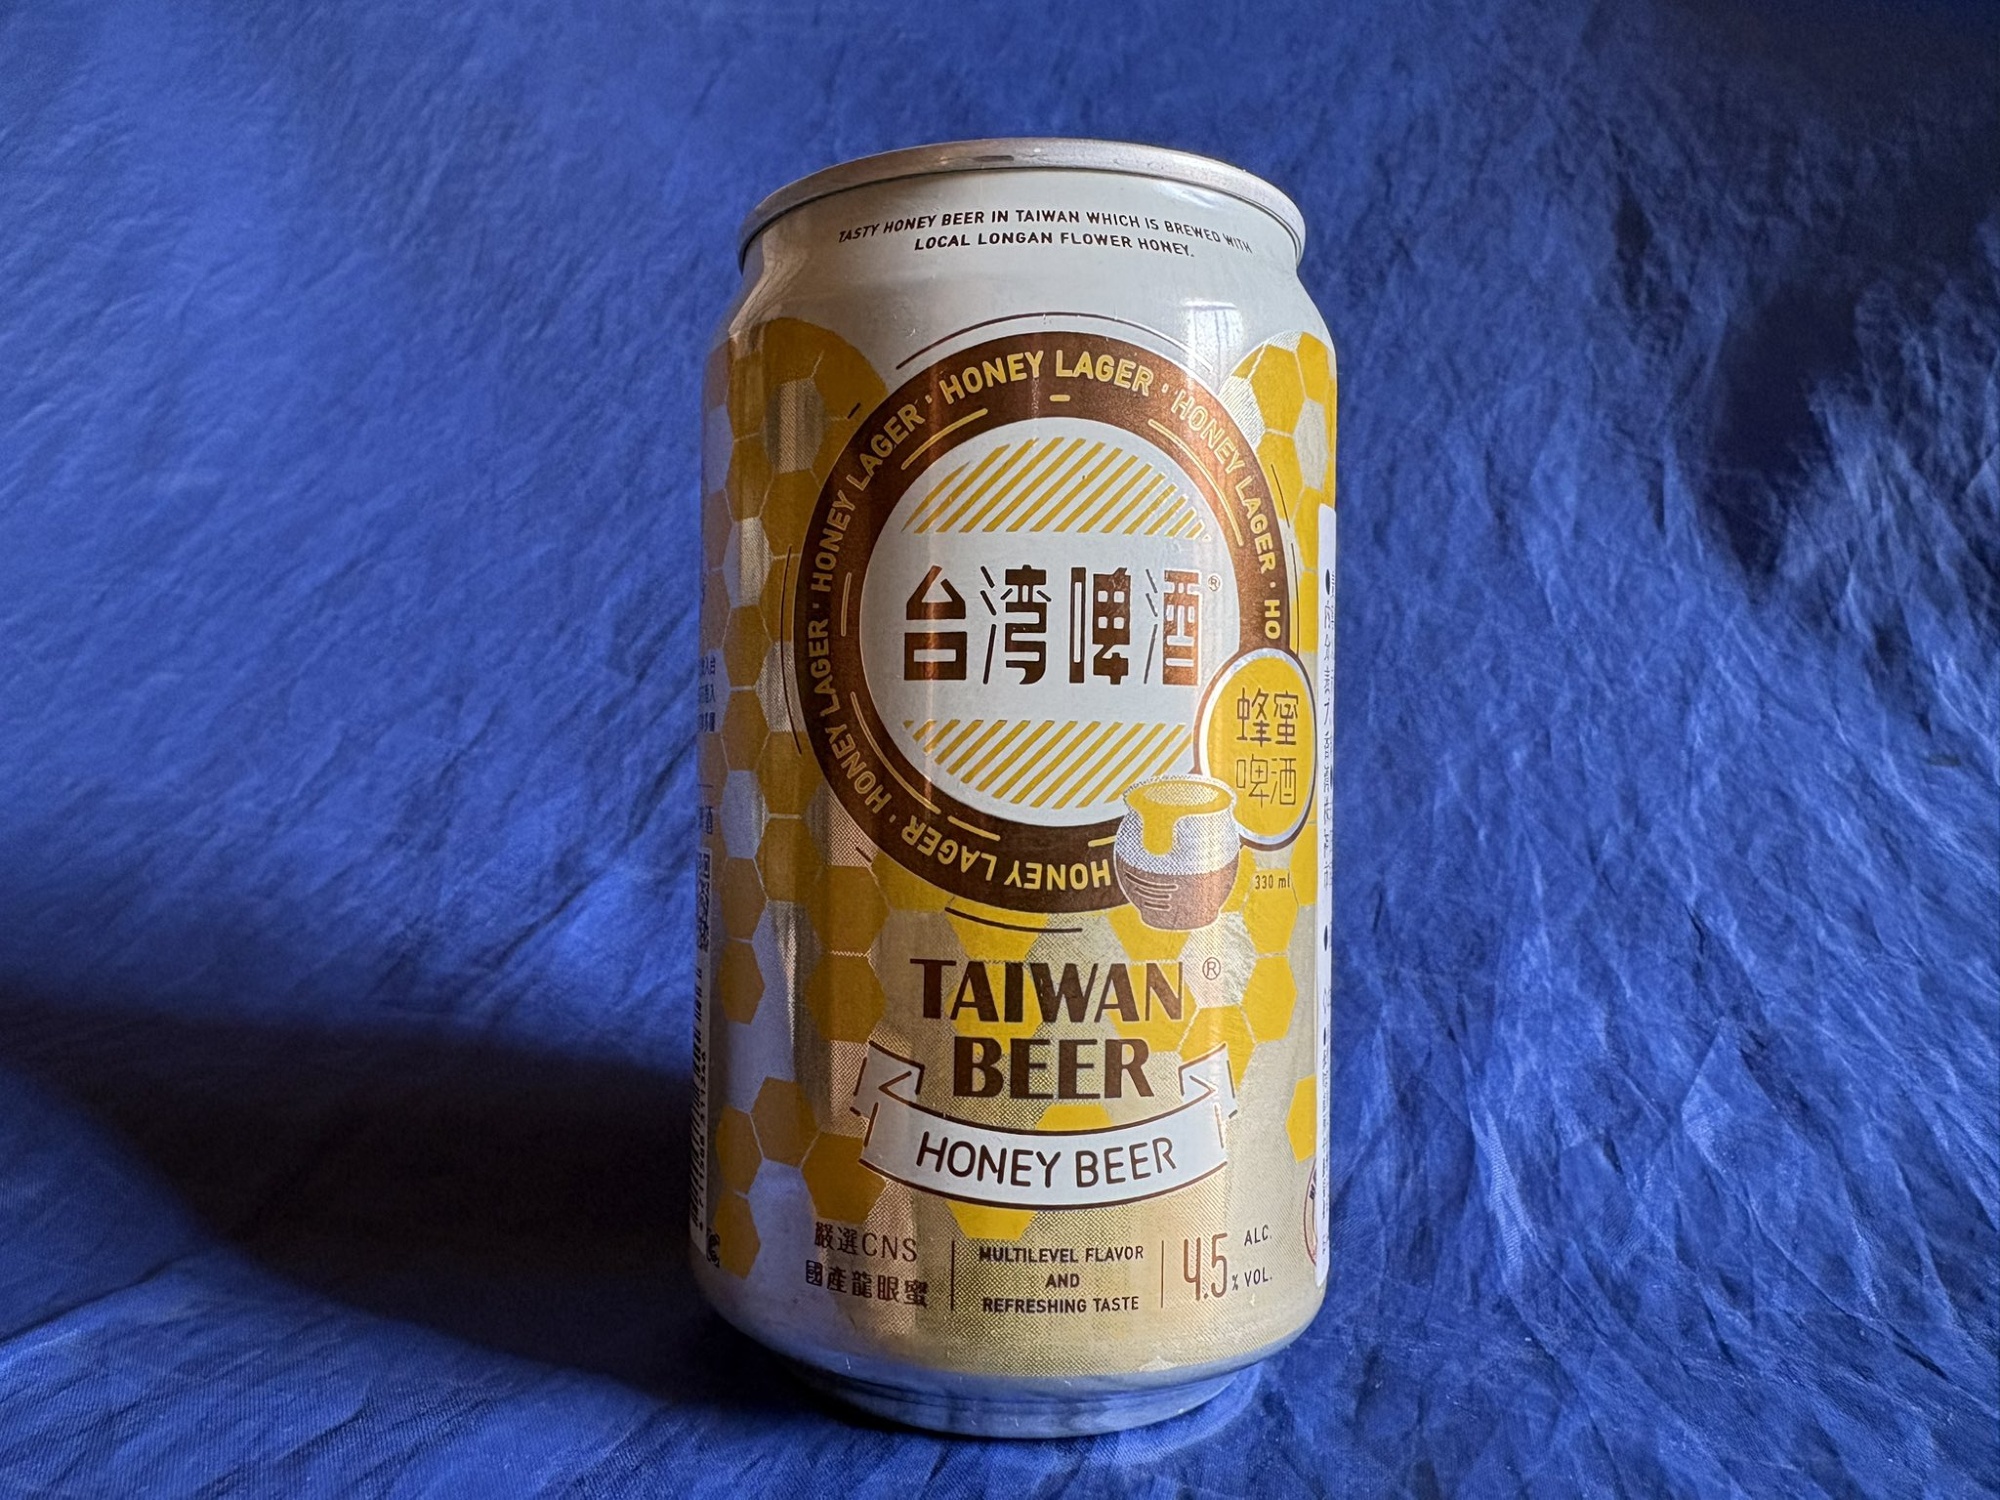 TASTY HONEY BEER IN TAIWAN WHICH IS BREWED WITH
LOCAL LONGAN FLOWER HONEY.
HONEY LAGER · HONEY LAGER · HONEY LAGER · HONEY LAGER · HONEY LAGER · HONEY LAGER · HO
台湾啤酒®
蜂蜜
啤酒
330 ml
TAIWAN ®
BEER
HONEY BEER
嚴選CNS
國產龍眼蜜
MULTILEVEL FLAVOR
AND
REFRESHING TASTE
4.5% ALC. VOL.